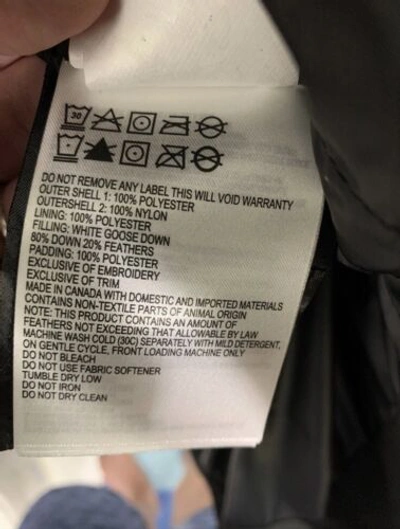 30
DO NOT REMOVE ANY LABEL THIS WILL VOID WARRANTY
OUTER SHELL 1: 100% POLYESTER
OUTERSHELL 2: 100% NYLON
LINING: 100% POLYESTER
FILLING: WHITE GOOSE DOWN
80% DOWN 20% FEATHERS
PADDING: 100% POLYESTER
EXCLUSIVE OF EMBROIDERY
EXCLUSIVE OF TRIM
MADE IN CANADA WITH DOMESTIC AND IMPORTED MATERIALS
CONTAINS NON-TEXTILE PARTS OF ANIMAL ORIGIN
NOTE: THIS PRODUCT CONTAINS AN AMOUNT OF
FEATHERS NOT EXCEEDING THAT ALLOWABLE BY LAW
MACHINE WASH COLD (30C) SEPARATELY WITH MILD DETERGENT,
ON GENTLE CYCLE, FRONT LOADING MACHINE ONLY
DO NOT BLEACH
DO NOT USE FABRIC SOFTENER
TUMBLE DRY LOW
DO NOT IRON
DO NOT DRY CLEAN